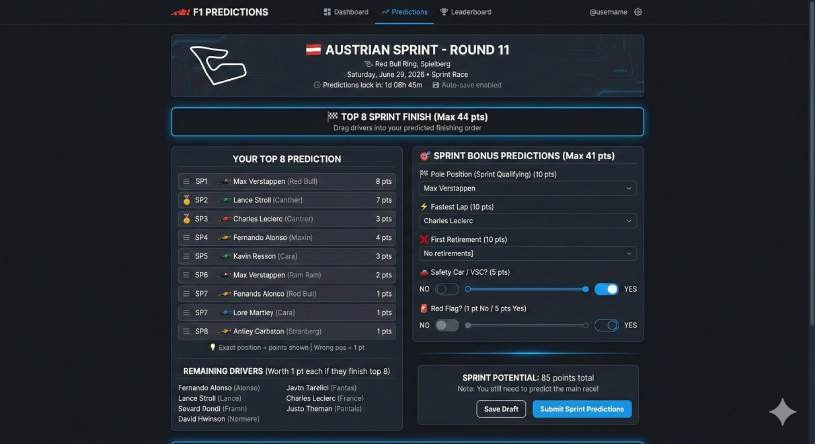 F1 PREDICTIONS
Dashboard
Predictions
Leaderboard
@username
AUSTRIAN SPRINT - ROUND 11
Red Bull Ring, Spielberg
Saturday, June 29, 2026 • Sprint Race
Predictions lock in: 1d 08h 45m
Auto-save enabled
TOP 8 SPRINT FINISH (Max 44 pts)
Drag drivers into your predicted finishing order
YOUR TOP 8 PREDICTION
SP1 Max Verstappen (Red Bull) 8 pts
SP2 Lance Stroll (Canther) 7 pts
SP3 Charles Leclerc (Cantrer) 3 pts
SP4 Fernando Alonso (Maxin) 4 pts
SP5 Kavin Resson (Cara) 3 pts
SP6 Max Verstappen (Ram Ram) 2 pts
SP7 Fenands Alonco (Red Bull) 1 pts
SP7 Lore Martley (Cara) 1 pts
SP8 Antley Carbston (Stranberg) 1 pts
Exact position = points shown | Wrong pos = 1 pt
REMAINING DRIVERS (Worth 1 pt each if they finish top 8)
Fernando Alonso (Alonso)
Lance Stroll (Lance)
Sevard Dondi (Framn)
David Hwinson (Normere)
Javtn Tarelici (Fantas)
Charles Leclerc (France)
Justo Theman (Pantais)
SPRINT BONUS PREDICTIONS (Max 41 pts)
Pole Position (Sprint Qualifying) (10 pts)
Max Verstappen
Fastest Lap (10 pts)
Charles Leclerc
First Retirement (10 pts)
No retirements]
Safety Car / VSC? (5 pts)
NO YES
Red Flag? (1 pt No / 5 pts Yes)
NO YES
SPRINT POTENTIAL: 85 points total
Note: You still need to predict the main race!
Save Draft
Submit Sprint Predictions